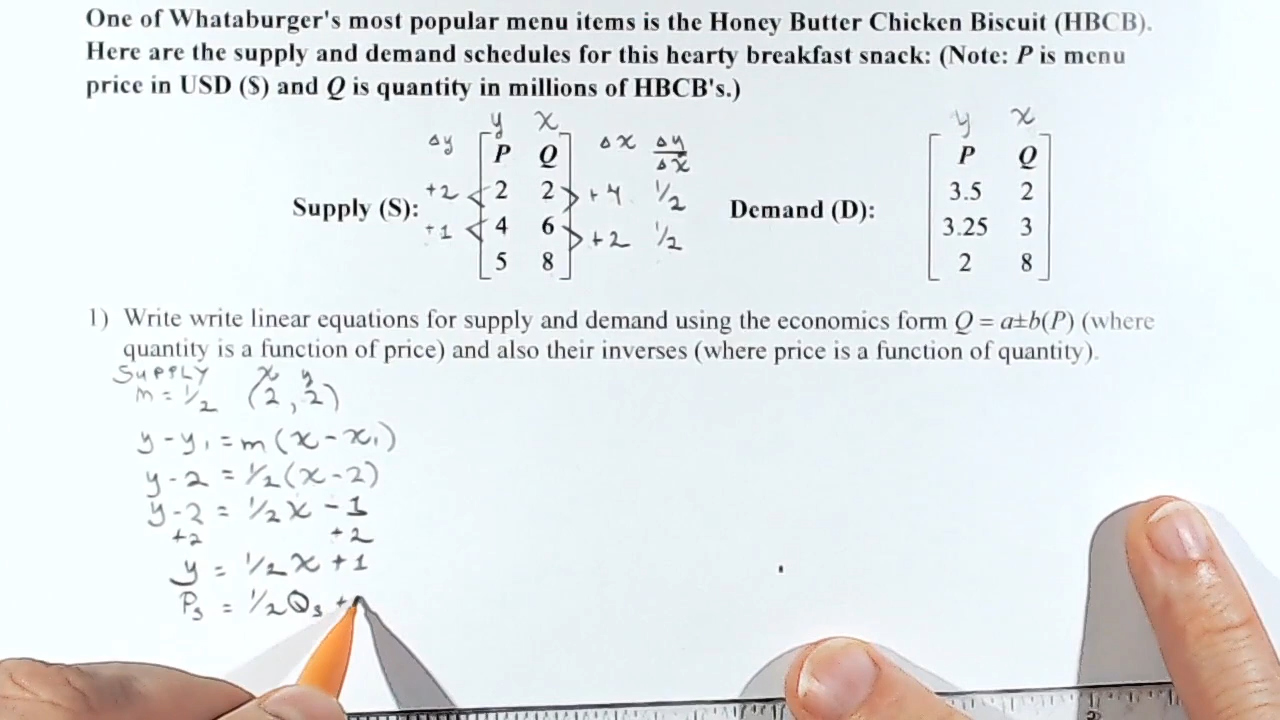 One of Whataburger's most popular menu items is the Honey Butter Chicken Biscuit (HBCB).
Here are the supply and demand schedules for this hearty breakfast snack: (Note: P is menu
price in USD ($) and Q is quantity in millions of HBCB's.)
y x
Δy P Q Δx Δy/Δx
+2 2 2 +4 1/2
Supply (S):
+1 4 6 +2 1/2
5 8
y x
P Q
3.5 2
Demand (D):
3.25 3
2 8
1) Write write linear equations for supply and demand using the economics form Q = a±b(P) (where
quantity is a function of price) and also their inverses (where price is a function of quantity).
SUPPLY x y
m = 1/2 (2, 2)
y - y₁ = m(x - x₁)
y - 2 = 1/2(x - 2)
y - 2 = 1/2x - 1
+2 +2
y = 1/2x + 1
Ps = 1/2Qs +
2